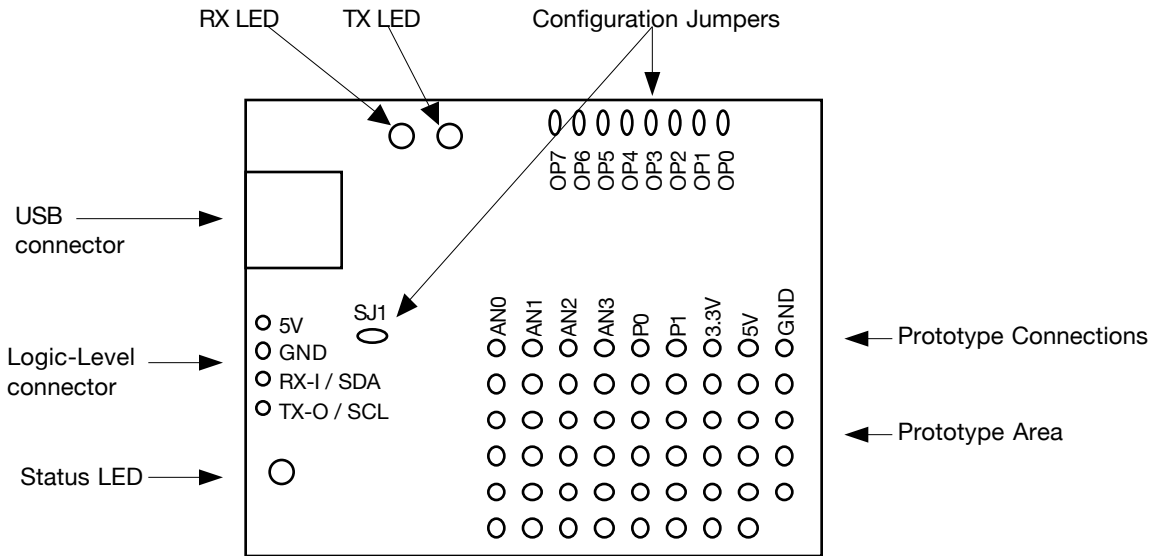 RX LED
TX LED
Configuration Jumpers
OP7
OP6
OP5
OP4
OP3
OP2
OP1
OP0
USB
connector
SJ1
5V
GND
RX-I / SDA
TX-O / SCL
Logic-Level
connector
AN0
AN1
AN2
AN3
OP0
OP1
3.3V
5V
GND
Prototype Connections
Prototype Area
Status LED